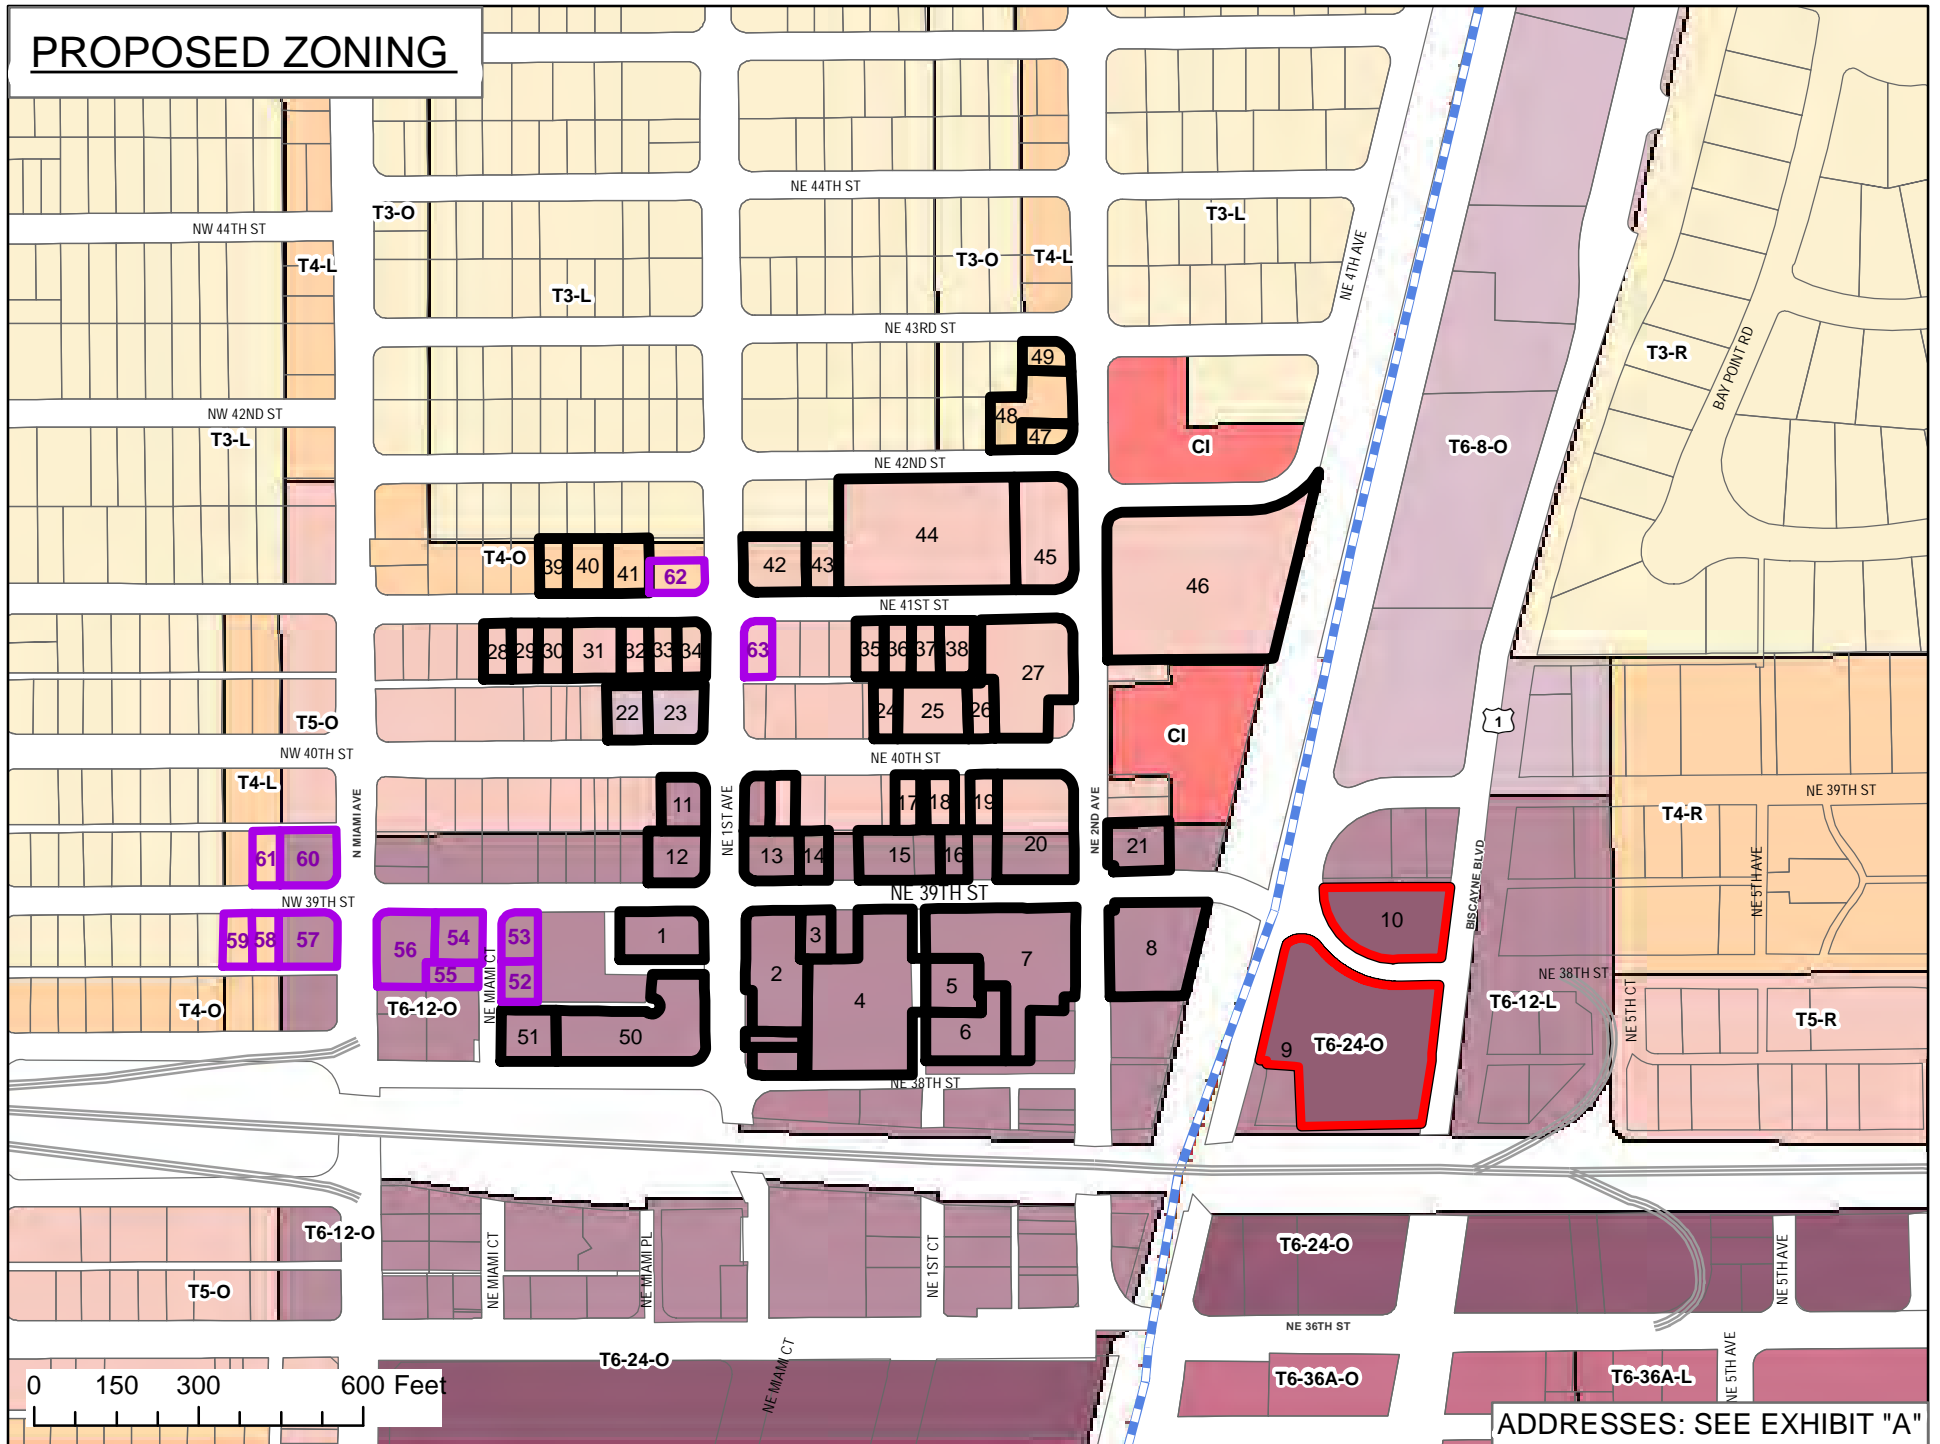 PROPOSED ZONING
NE 44TH ST
T3-O
T3-L
NW 44TH ST
NE 4TH AVE
T4-L
T3-O
T4-L
T3-L
NE 43RD ST
T3-R
BAY POINT RD
49
NW 42ND ST
48
T3-L
47
CI
T6-8-O
NE 42ND ST
44
45
T4-O
39
40
41
62
42
43
46
NE 41ST ST
28
29
30
31
32
33
34
63
35
36
37
38
27
22
23
24
25
26
T5-O
1
CI
NW 40TH ST
NE 40TH ST
T4-L
NE 39TH ST
11
17
18
19
T4-R
N MIAMI AVE
NE 1ST AVE
NE 2ND AVE
61
60
12
13
14
15
16
20
21
BISCAYNE BLVD
NE 5TH AVE
NE 39TH ST
NW 39TH ST
59
58
57
56
54
53
1
3
10
55
52
2
5
7
8
NE 38TH ST
NE MIAMI CT
4
T4-O
T6-12-O
T6-12-L
NE 5TH CT
T5-R
51
50
6
9
T6-24-O
NE 38TH ST
T6-12-O
T6-24-O
NE MIAMI CT
NE MIAMI PL
NE 1ST CT
NE 5TH AVE
T5-O
NE 36TH ST
T6-24-O
NE MIAMI CT
T6-36A-O
T6-36A-L
NE 5TH AVE
0 150 300 600 Feet
ADDRESSES: SEE EXHIBIT "A"